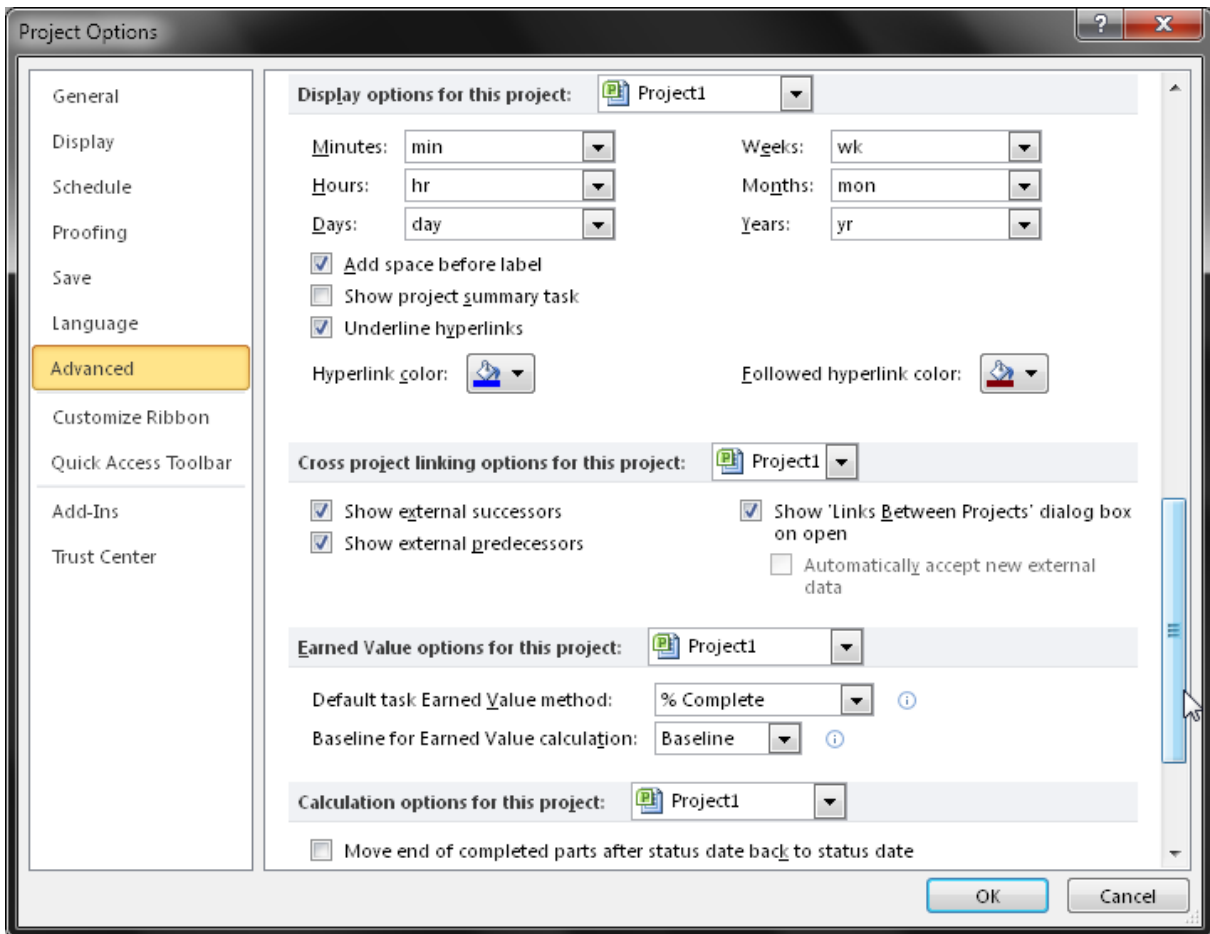 Project Options
?
X
General
Display
Schedule
Proofing
Save
Language
Advanced
Customize Ribbon
Quick Access Toolbar
Add-Ins
Trust Center
Display options for this project: Project1
Minutes: min Weeks: wk
Hours: hr Months: mon
Days: day Years: yr
Add space before label
Show project summary task
Underline hyperlinks
Hyperlink color: Followed hyperlink color:
Cross project linking options for this project: Project1
Show external successors
Show external predecessors
Show 'Links Between Projects' dialog box
on open
Automatically accept new external
data
Earned Value options for this project: Project1
Default task Earned Value method: % Complete
Baseline for Earned Value calculation: Baseline
Calculation options for this project: Project1
Move end of completed parts after status date back to status date
OK Cancel